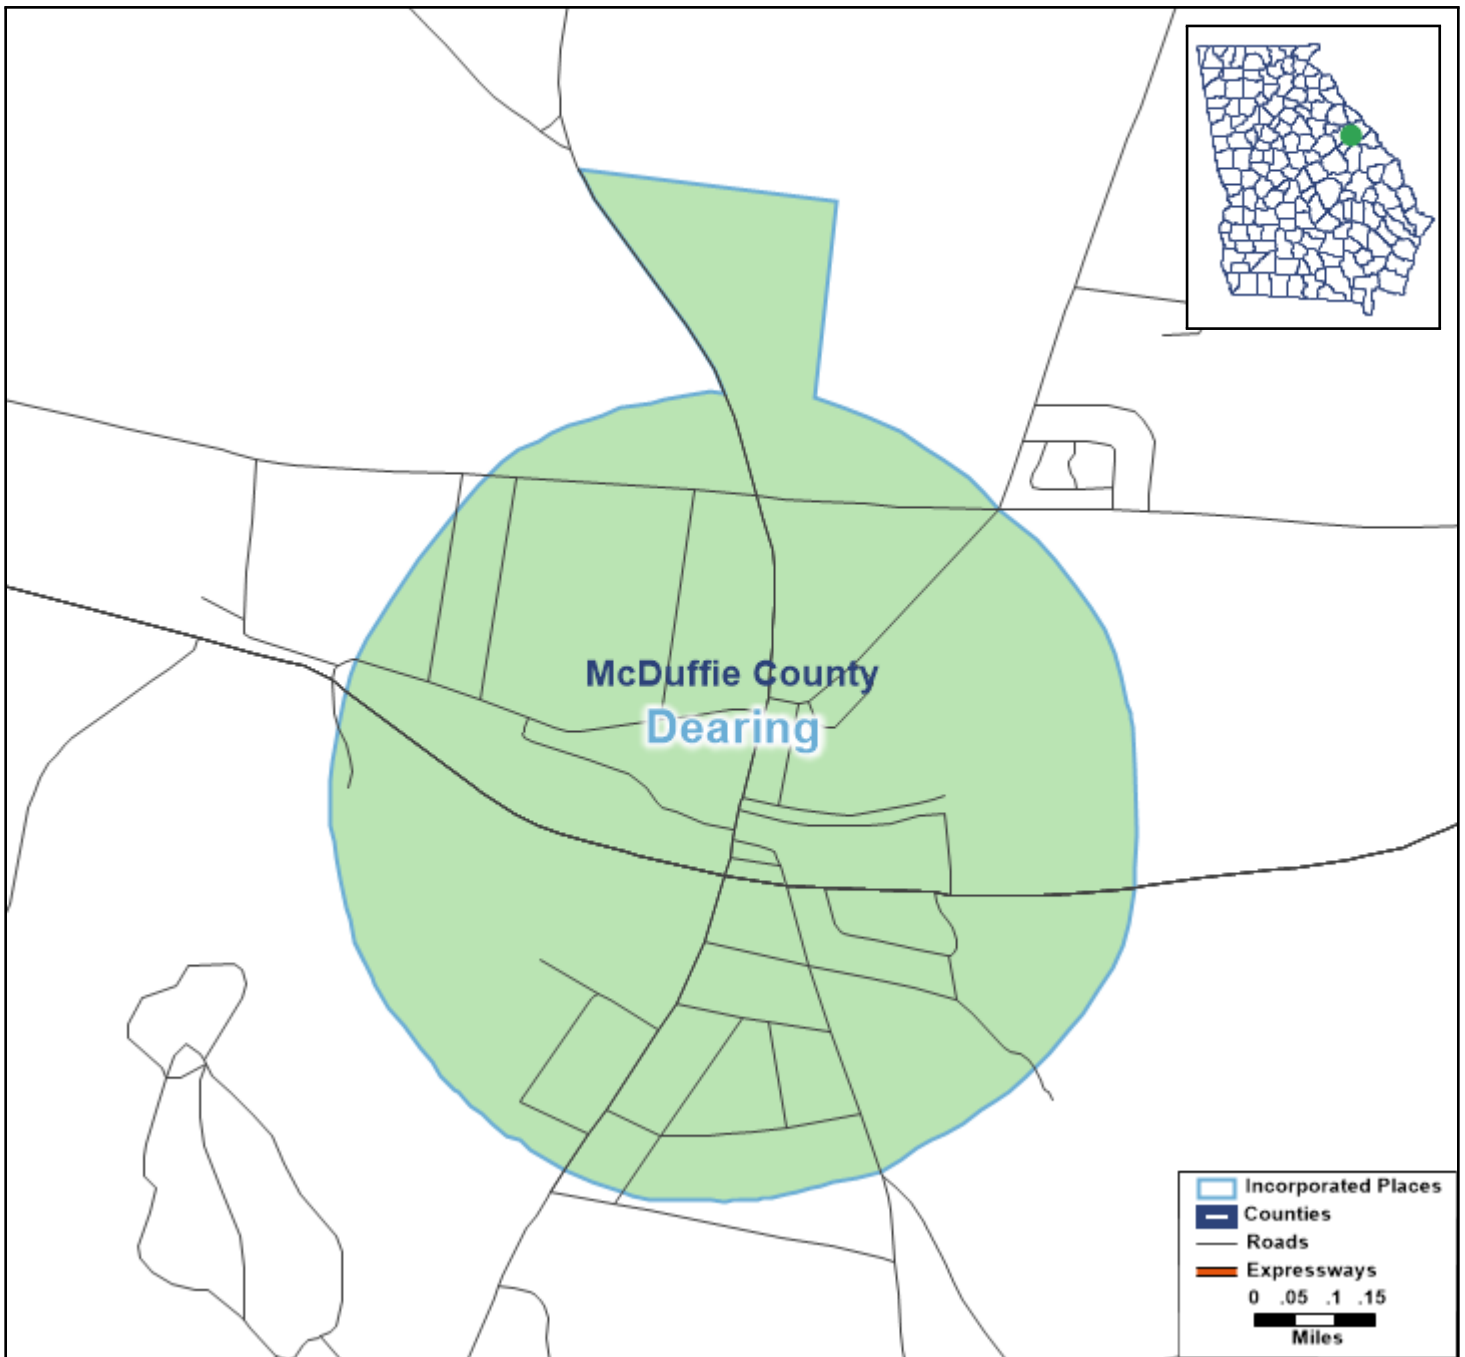 McDuffie County
Dearing
Incorporated Places
Counties
Roads
Expressways
0 .05 .1 .15
Miles